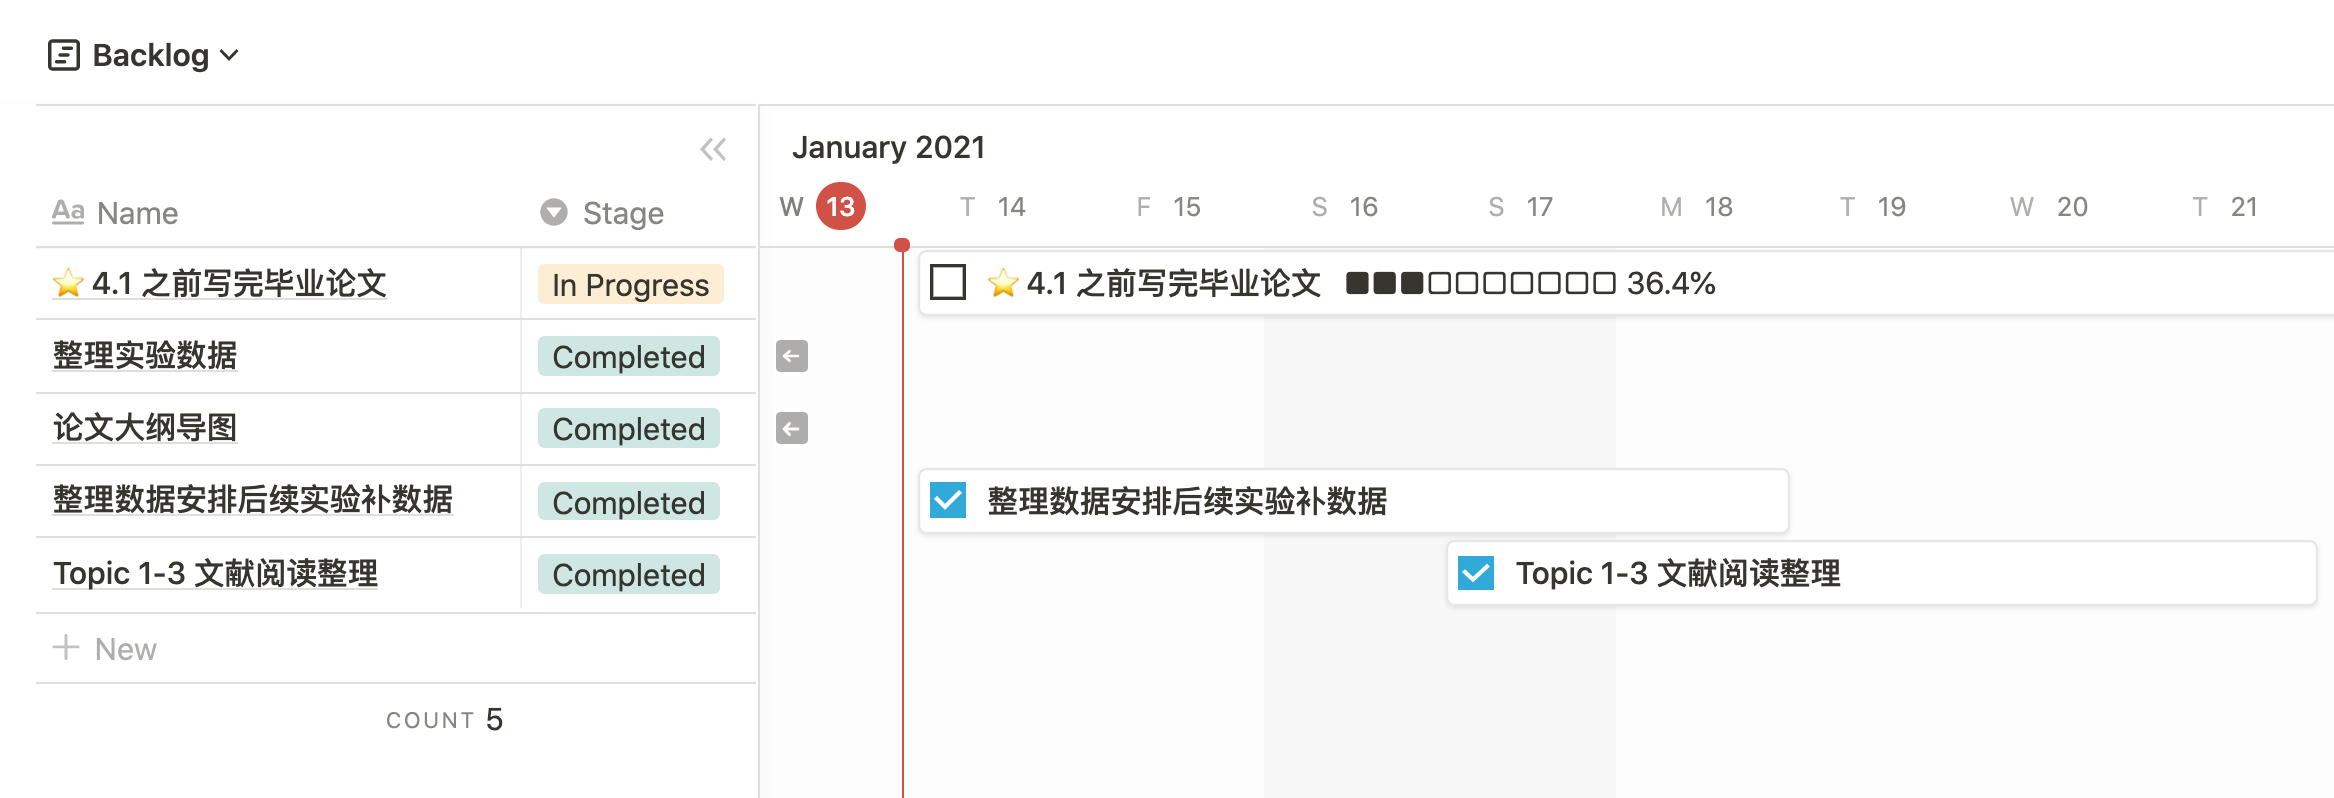 Backlog
January 2021
W 13 T 14 F 15 S 16 S 17 M 18 T 19 W 20 T 21
Aa Name Stage
⭐ 4.1 之前写完毕业论文 In Progress ⭐ 4.1 之前写完毕业论文 ■■■□□□□□□□ 36.4%
整理实验数据 Completed
论文大纲导图 Completed
整理数据安排后续实验补数据 Completed 整理数据安排后续实验补数据
Topic 1-3 文献阅读整理 Completed Topic 1-3 文献阅读整理
+ New
COUNT 5